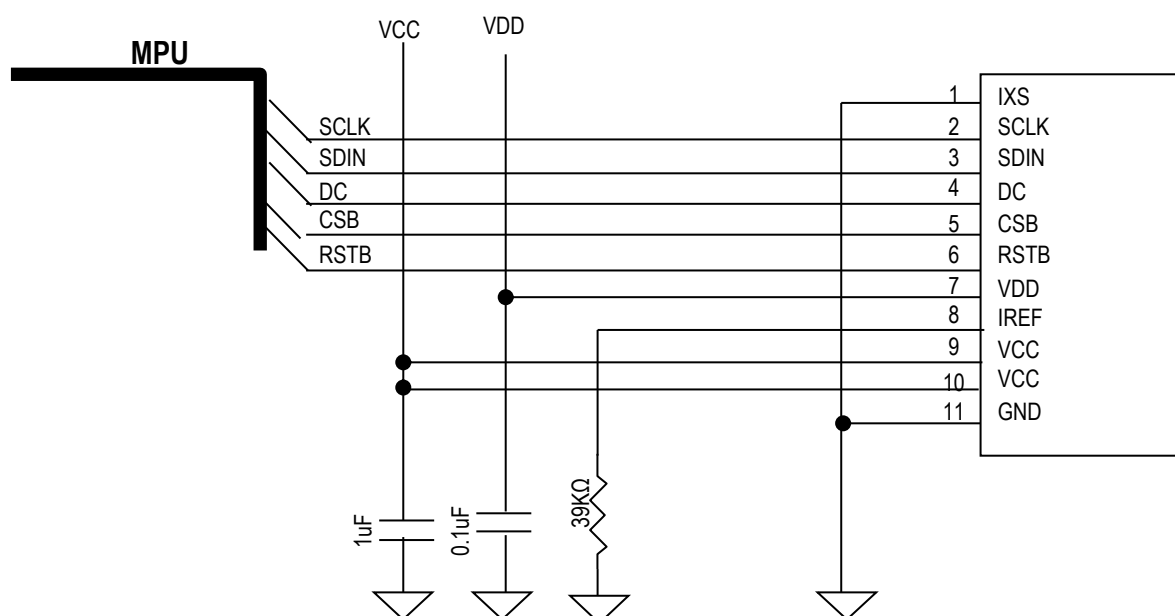 VCC
VDD
MPU
SCLK
SDIN
DC
CSB
RSTB
1 IXS
2 SCLK
3 SDIN
4 DC
5 CSB
6 RSTB
7 VDD
8 IREF
9 VCC
10 VCC
11 GND
1uF
0.1uF
39KΩ